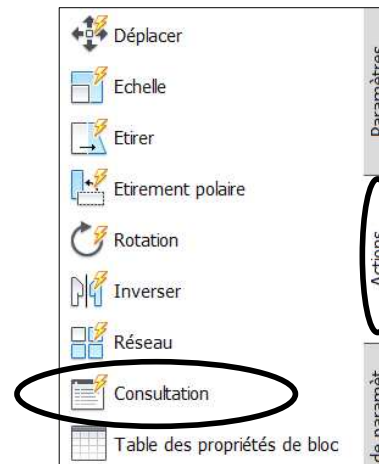 Déplacer
Echelle
Etirer
Etirement polaire
Rotation
Inverser
Réseau
Consultation
Table des propriétés de bloc
Paramètres
Actions
de paramèt